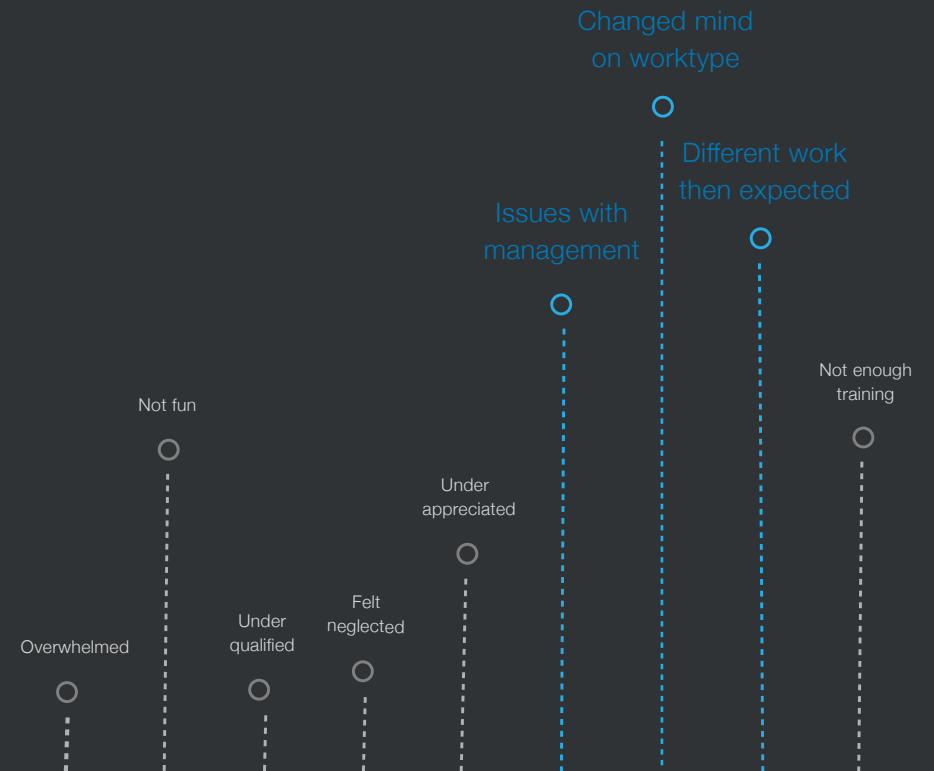 Changed mind
on worktype
Different work
then expected
Issues with
management
Not enough
training
Not fun
Under
appreciated
Felt
neglected
Under
qualified
Overwhelmed